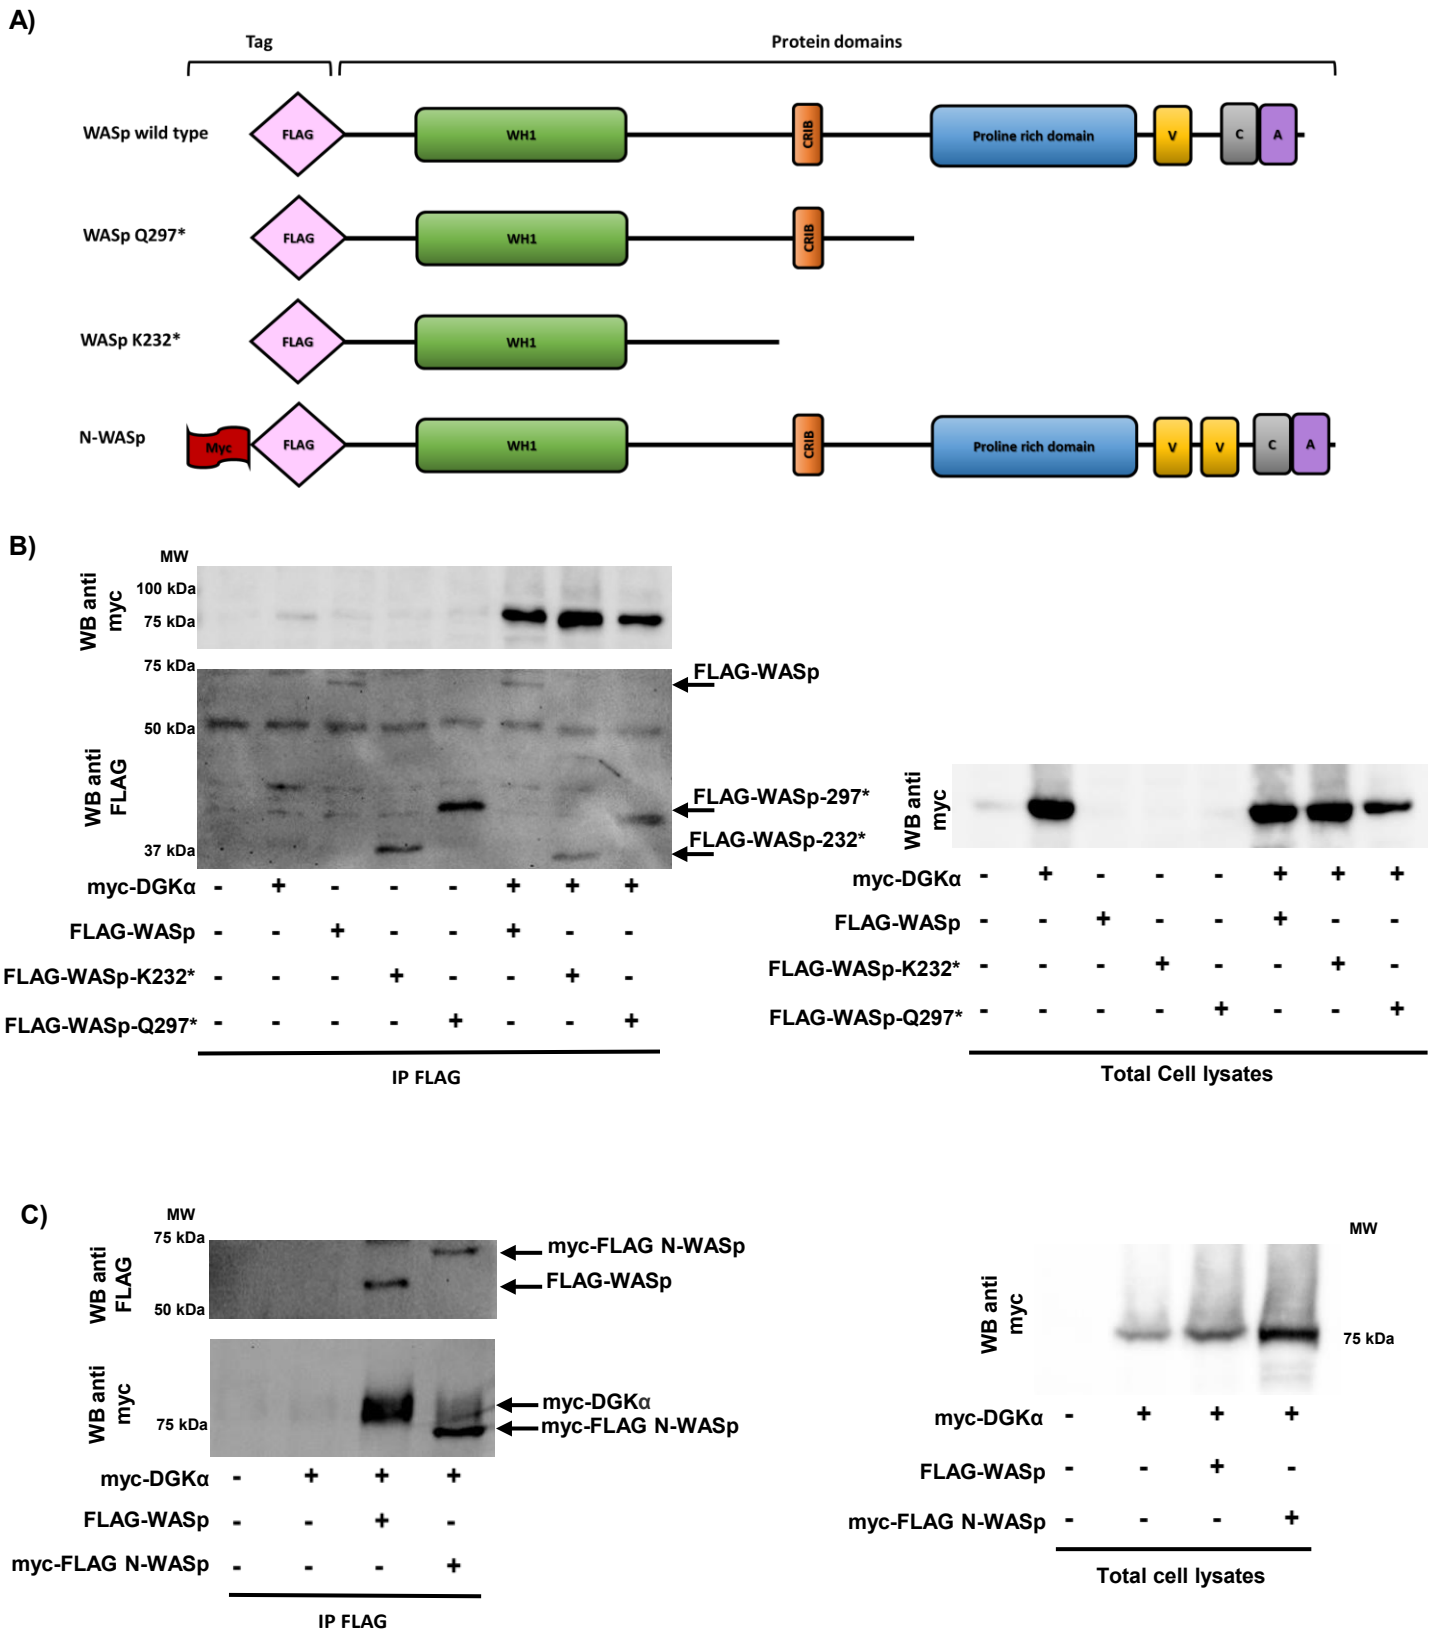 A)
Tag
Protein domains
WASp wild type
FLAG
WH1
CRIB
Proline rich domain
V
C
A
WASp Q297*
FLAG
WH1
CRIB
WASp K232*
FLAG
WH1
N-WASp
Myc
FLAG
WH1
CRIB
Proline rich domain
V
V
C
A
B)
MW
WB anti
myc
100 kDa
75 kDa
75 kDa
50 kDa
37 kDa
WB anti
FLAG
FLAG-WASp
FLAG-WASp-297*
FLAG-WASp-232*
myc-DGKα - + - - - + + +
FLAG-WASp - - + - - + - -
FLAG-WASp-K232* - - - + - - + -
FLAG-WASp-Q297* - - - - + - - +
IP FLAG
WB anti
myc
myc-DGKα - + - - - + + +
FLAG-WASp - - + - - + - -
FLAG-WASp-K232* - - - + - - + -
FLAG-WASp-Q297* - - - - + - - +
Total Cell lysates
C)
MW
75 kDa
50 kDa
WB anti
FLAG
myc-FLAG N-WASp
FLAG-WASp
WB anti
myc
75 kDa
myc-DGKα
myc-FLAG N-WASp
myc-DGKα - + + +
FLAG-WASp - - + -
myc-FLAG N-WASp - - - +
IP FLAG
MW
WB anti
myc
75 kDa
myc-DGKα - + + +
FLAG-WASp - - + -
myc-FLAG N-WASp - - - +
Total cell lysates